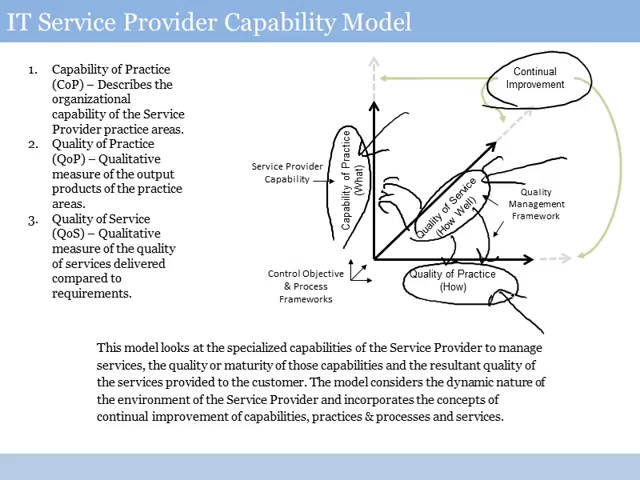 IT Service Provider Capability Model
1. Capability of Practice
(CoP) – Describes the
organizational
capability of the Service
Provider practice areas.
2. Quality of Practice
(QoP) – Qualitative
measure of the output
products of the practice
areas.
3. Quality of Service
(QoS) – Qualitative
measure of the quality
of services delivered
compared to
requirements.
Continual
Improvement
Service Provider
Capability
Capability of Practice
(What)
Quality of Service
(How Well)
Quality
Management
Framework
Control Objective
& Process
Frameworks
Quality of Practice
(How)
This model looks at the specialized capabilities of the Service Provider to manage
services, the quality or maturity of those capabilities and the resultant quality of
the services provided to the customer. The model considers the dynamic nature of
the environment of the Service Provider and incorporates the concepts of
continual improvement of capabilities, practices & processes and services.